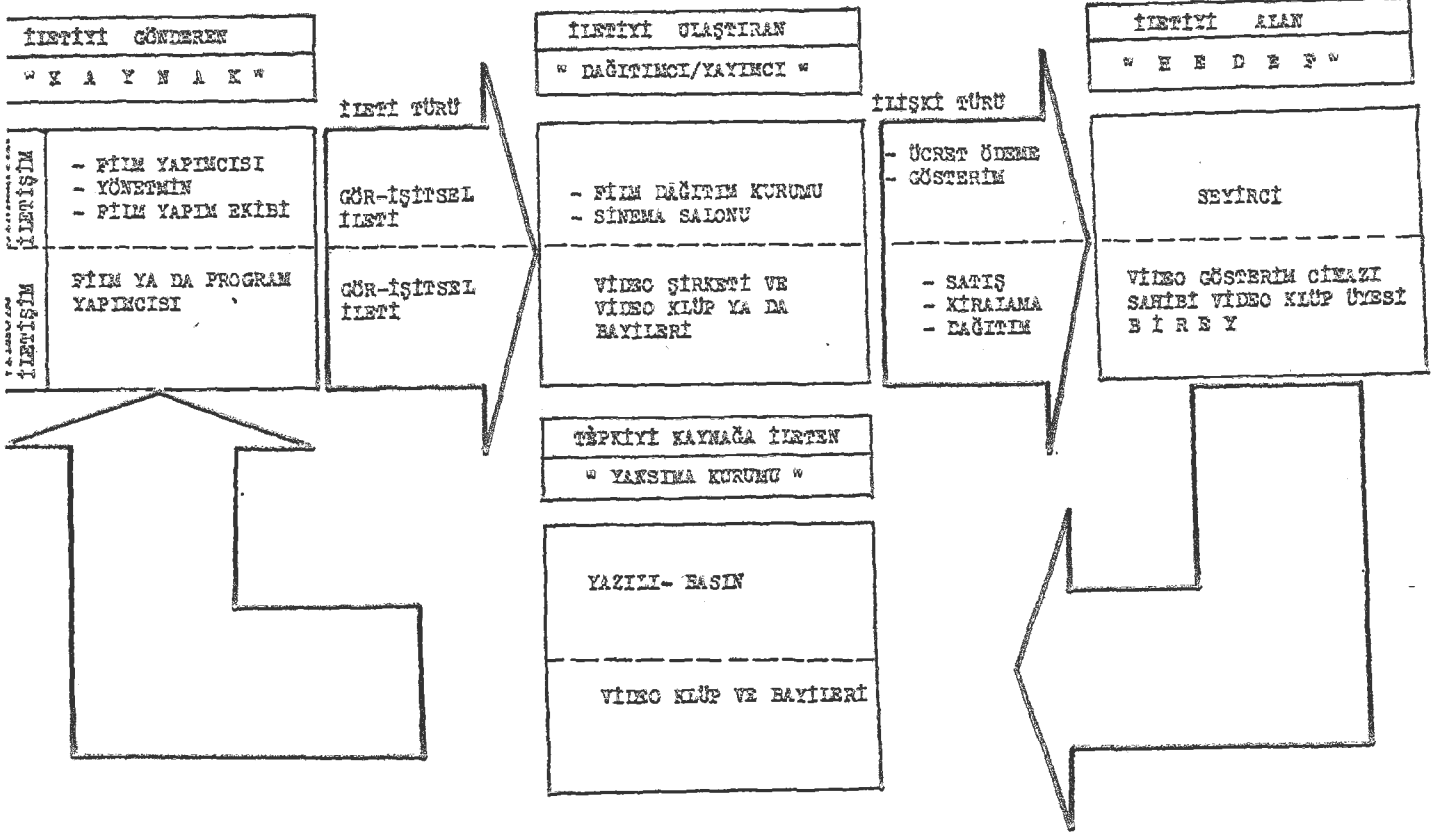 İLETİYİ GÖNDEREN
"K A Y N A K"
İLETİYİ ULAŞTIRAN
" DAĞITIMCI/YAYIMCI "
İLETİYİ ALAN
" H E D E F"
İLETİ TÜRÜ
İLİŞKİ TÜRÜ
İLETİŞİM
- FİLM YAPIMCISI
- YÖNETMİN
- FİLM YAPIM EKİBİ
GÖR-İŞİTSEL
İLETİ
- FİLM DAĞITIM KURUMU
- SİNEMA SALONU
- ÜCRET ÖDEME
- GÖSTERİM
SEYİRCİ
İLETİŞİM
FİLM YA DA PROGRAM
YAPIMCISI
GÖR-İŞİTSEL
İLETİ
VİDEO ŞİRKETİ VE
VİDEO KLÜP YA DA
BAYİLERİ
- SATIŞ
- KİRALAMA
- DAĞITIM
VİDEO GÖSTERİM CİHAZI
SAHİBİ VİDEO KLÜP ÜYESİ
B İ R E Y
TEPKİYİ KAYNAĞA İLETEN
" YANSIMA KURUMU "
YAZILI- BASIN
VİDEO KLÜP VE BAYİLERİ